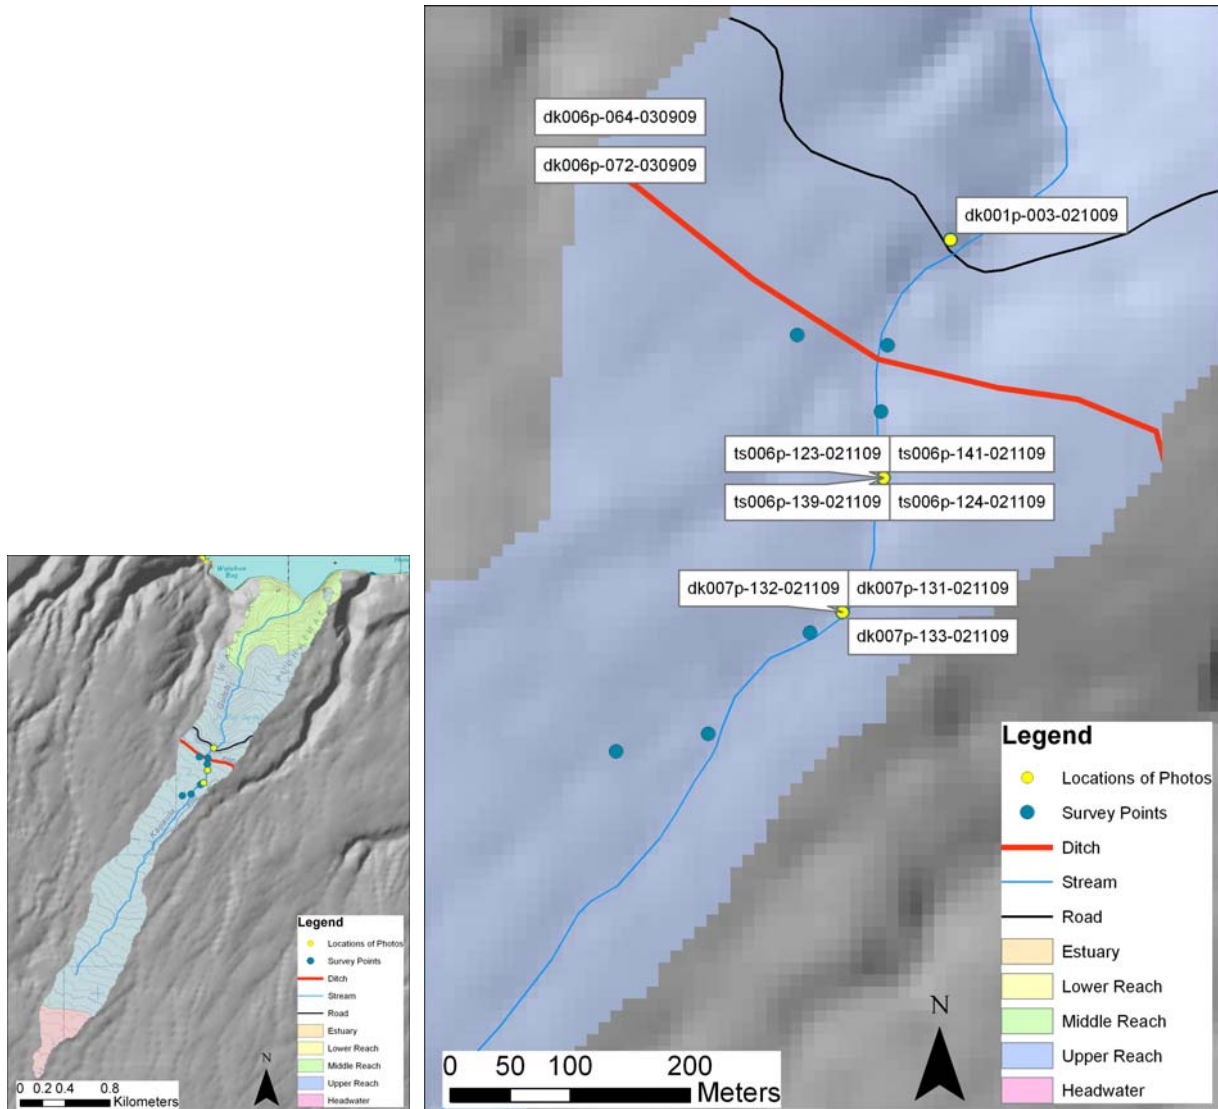 dk006p-064-030909
dk006p-072-030909
dk001p-003-021009
ts006p-123-021109
ts006p-141-021109
ts006p-139-021109
ts006p-124-021109
dk007p-132-021109
dk007p-131-021109
dk007p-133-021109
Legend
Locations of Photos
Survey Points
Ditch
Stream
Road
Estuary
Lower Reach
Middle Reach
Upper Reach
Headwater
N
0 50 100 200
Meters
Bay
Legend
Locations of Photos
Survey Points
Ditch
Stream
Road
Estuary
Lower Reach
Middle Reach
Upper Reach
Headwater
N
0 0.2 0.4 0.8
Kilometers